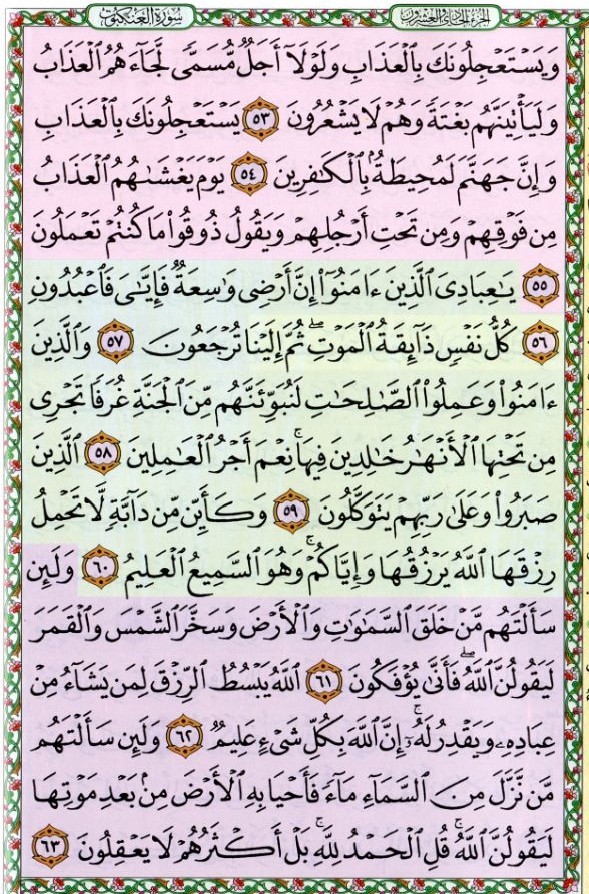 الجزء الحادي والعشرون
سورة العنكبوت
وَيَسْتَعْجِلُونَكَ بِٱلْعَذَابِ وَلَوْلَآ أَجَلٌ مُّسَمًّى لَّجَآءَهُمُ ٱلْعَذَابُ
وَلَيَأْتِيَنَّهُم بَغْتَةً وَهُمْ لَا يَشْعُرُونَ ٥٣ يَسْتَعْجِلُونَكَ بِٱلْعَذَابِ
وَإِنَّ جَهَنَّمَ لَمُحِيطَةٌۢ بِٱلْكَٰفِرِينَ ٥٤ يَوْمَ يَغْشَىٰهُمُ ٱلْعَذَابُ
مِن فَوْقِهِمْ وَمِن تَحْتِ أَرْجُلِهِمْ وَيَقُولُ ذُوقُوا۟ مَا كُنتُمْ تَعْمَلُونَ
٥٥ يَٰعِبَادِىَ ٱلَّذِينَ ءَامَنُوٓا۟ إِنَّ أَرْضِى وَٰسِعَةٌ فَإِيَّٰىَ فَٱعْبُدُونِ
٥٦ كُلُّ نَفْسٍ ذَآئِقَةُ ٱلْمَوْتِ ۖ ثُمَّ إِلَيْنَا تُرْجَعُونَ ٥٧ وَٱلَّذِينَ
ءَامَنُوا۟ وَعَمِلُوا۟ ٱلصَّٰلِحَٰتِ لَنُبَوِّئَنَّهُم مِّنَ ٱلْجَنَّةِ غُرَفًا تَجْرِى
مِن تَحْتِهَا ٱلْأَنْهَٰرُ خَٰلِدِينَ فِيهَا ۚ نِعْمَ أَجْرُ ٱلْعَٰمِلِينَ ٥٨ ٱلَّذِينَ
صَبَرُوا۟ وَعَلَىٰ رَبِّهِمْ يَتَوَكَّلُونَ ٥٩ وَكَأَيِّن مِّن دَآبَّةٍ لَّا تَحْمِلُ
رِزْقَهَا ٱللَّهُ يَرْزُقُهَا وَإِيَّاكُمْ ۚ وَهُوَ ٱلسَّمِيعُ ٱلْعَلِيمُ ٦٠ وَلَئِن
سَأَلْتَهُم مَّنْ خَلَقَ ٱلسَّمَٰوَٰتِ وَٱلْأَرْضَ وَسَخَّرَ ٱلشَّمْسَ وَٱلْقَمَرَ
لَيَقُولُنَّ ٱللَّهُ ۖ فَأَنَّىٰ يُؤْفَكُونَ ٦١ ٱللَّهُ يَبْسُطُ ٱلرِّزْقَ لِمَن يَشَآءُ مِنْ
عِبَادِهِۦ وَيَقْدِرُ لَهُۥٓ ۚ إِنَّ ٱللَّهَ بِكُلِّ شَىْءٍ عَلِيمٌ ٦٢ وَلَئِن سَأَلْتَهُم
مَّن نَّزَّلَ مِنَ ٱلسَّمَآءِ مَآءً فَأَحْيَا بِهِ ٱلْأَرْضَ مِنۢ بَعْدِ مَوْتِهَا
لَيَقُولُنَّ ٱللَّهُ ۚ قُلِ ٱلْحَمْدُ لِلَّهِ ۚ بَلْ أَكْثَرُهُمْ لَا يَعْقِلُونَ ٦٣